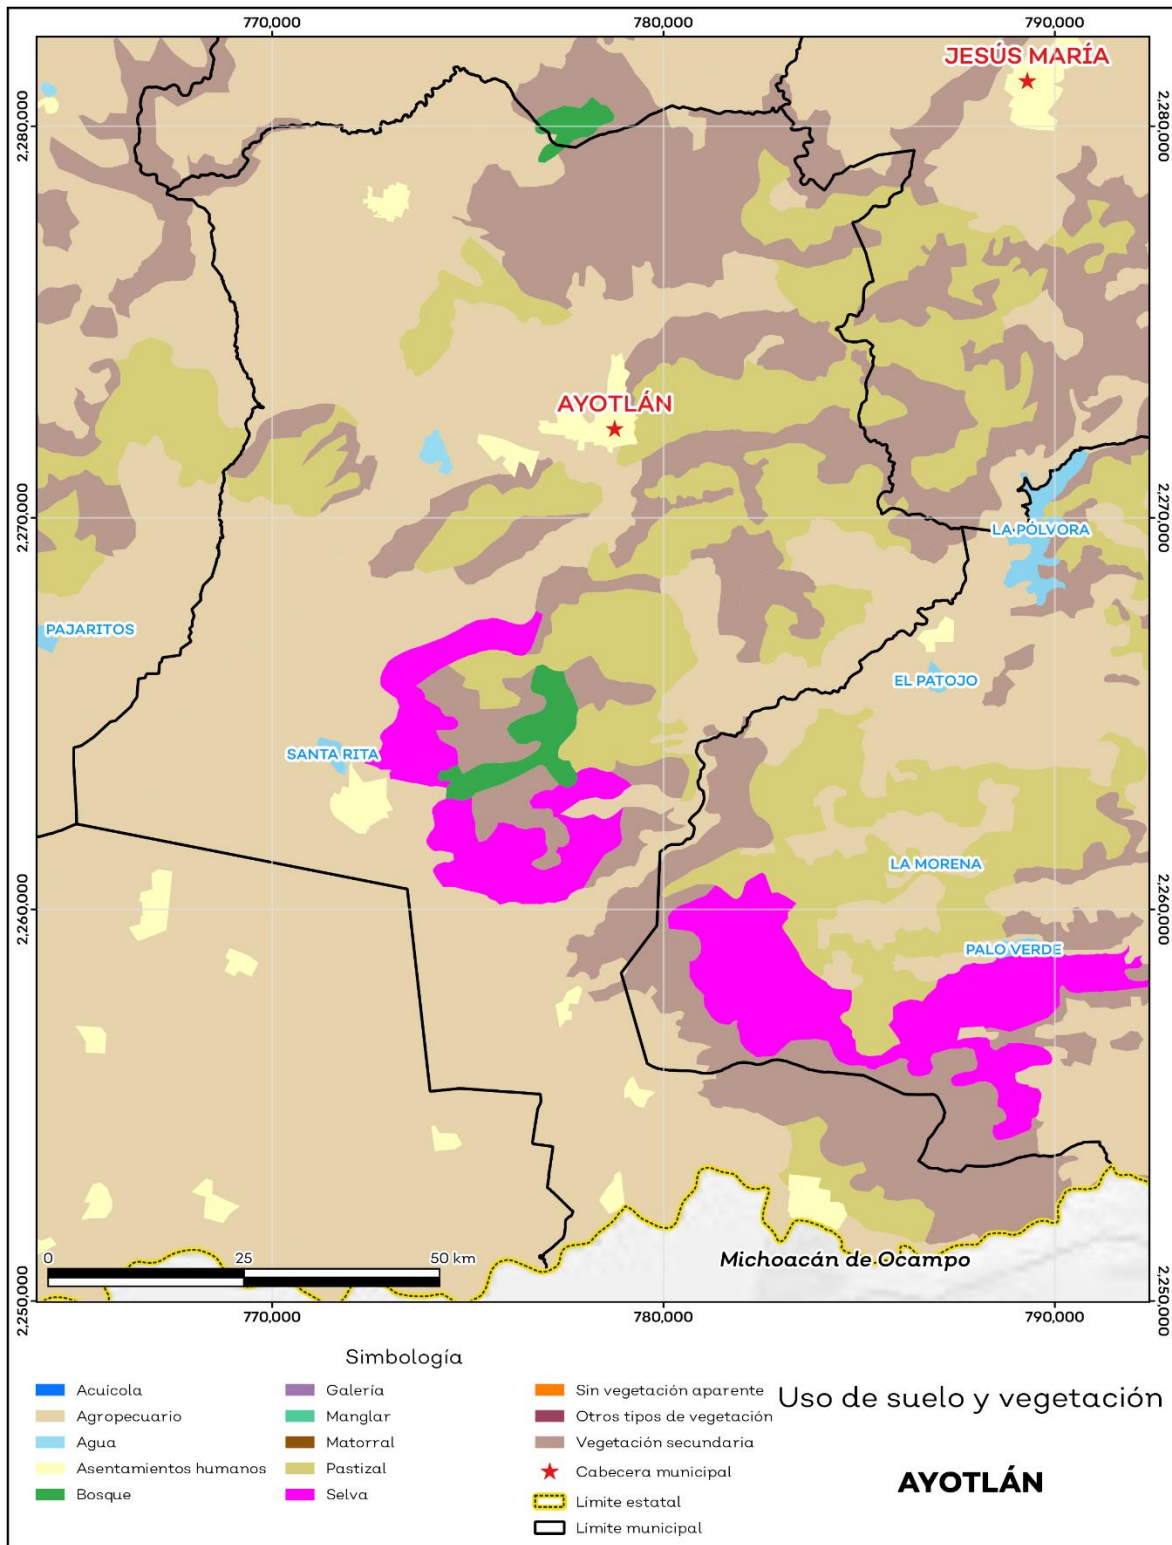 770,000
780,000
790,000
JESÚS MARÍA
2,280,000
2,280,000
AYOTLÁN
2,270,000
2,270,000
LA PÓLVORA
PAJARITOS
EL PATOJO
SANTA RITA
LA MORENA
2,260,000
2,260,000
PALO VERDE
0
25
50 km
Michoacán de Ocampo
2,250,000
2,250,000
770,000
780,000
790,000
Simbología
Acuícola
Agropecuario
Agua
Asentamientos humanos
Bosque
Galería
Manglar
Matorral
Pastizal
Selva
Sin vegetación aparente
Otros tipos de vegetación
Vegetación secundaria
Cabecera municipal
Límite estatal
Límite municipal
Uso de suelo y vegetación
AYOTLÁN